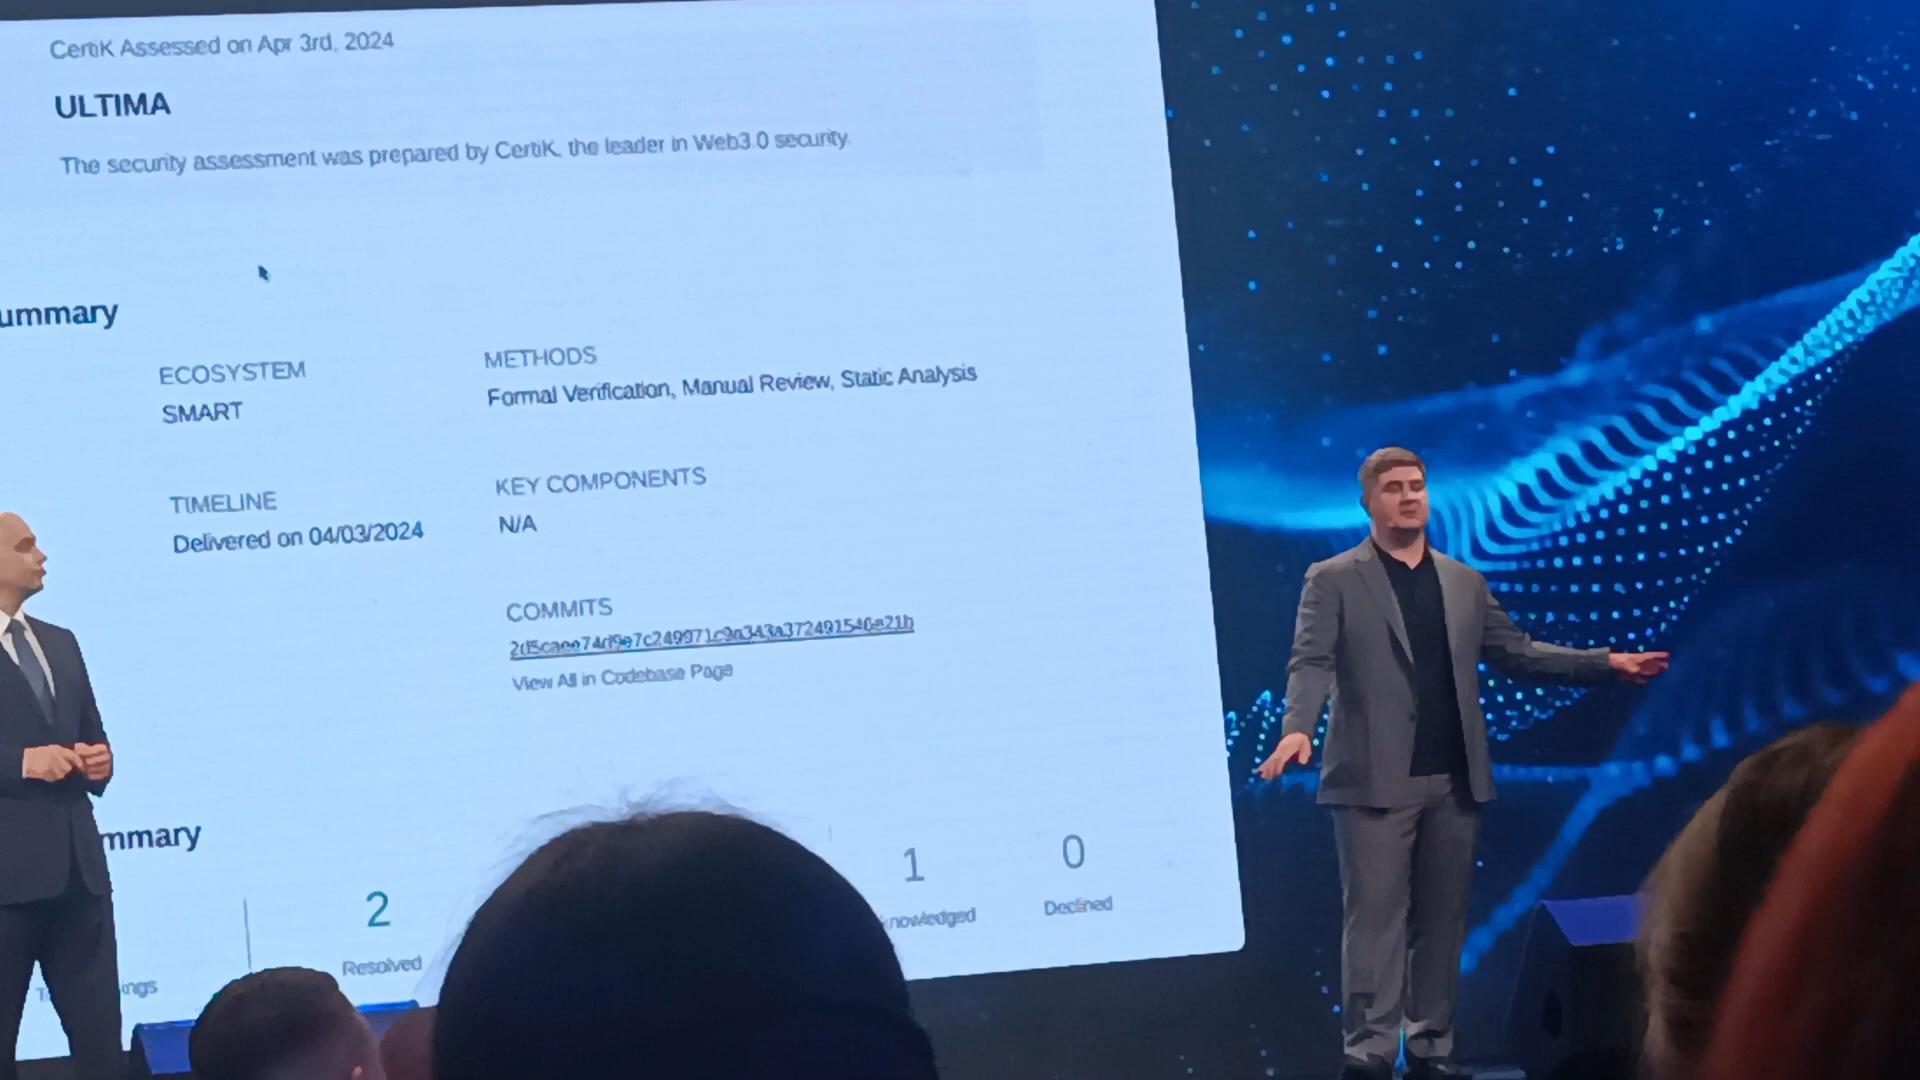 CertiK Assessed on Apr 3rd, 2024
ULTIMA
The security assessment was prepared by CertiK, the leader in Web3.0 security.
ummary
ECOSYSTEM
SMART
METHODS
Formal Verification, Manual Review, Static Analysis
TIMELINE
Delivered on 04/03/2024
KEY COMPONENTS
N/A
COMMITS
View All in Codebase Page
mmary
2
Resolved
1
knowledged
0
Declined
ings